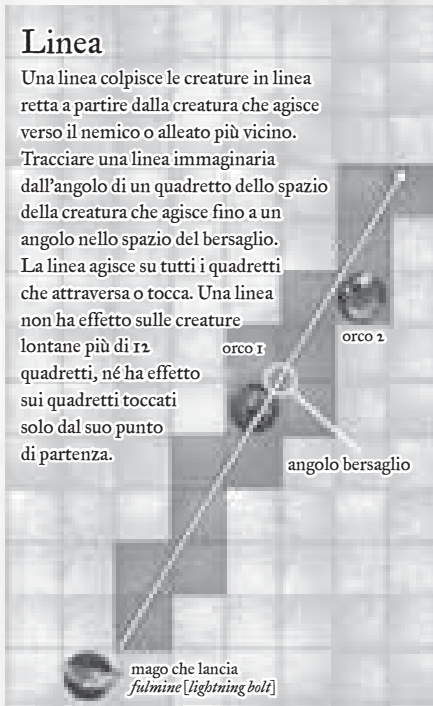 Linea
Una linea colpisce le creature in linea
retta a partire dalla creatura che agisce
verso il nemico o alleato più vicino.
Tracciare una linea immaginaria
dall'angolo di un quadretto dello spazio
della creatura che agisce fino a un
angolo nello spazio del bersaglio.
La linea agisce su tutti i quadretti
che attraversa o tocca. Una linea
non ha effetto sulle creature
lontane più di 12
quadretti, né ha effetto
sui quadretti toccati
solo dal suo punto
di partenza.
orco 1
orco 2
angolo bersaglio
mago che lancia
fulmine [lightning bolt]